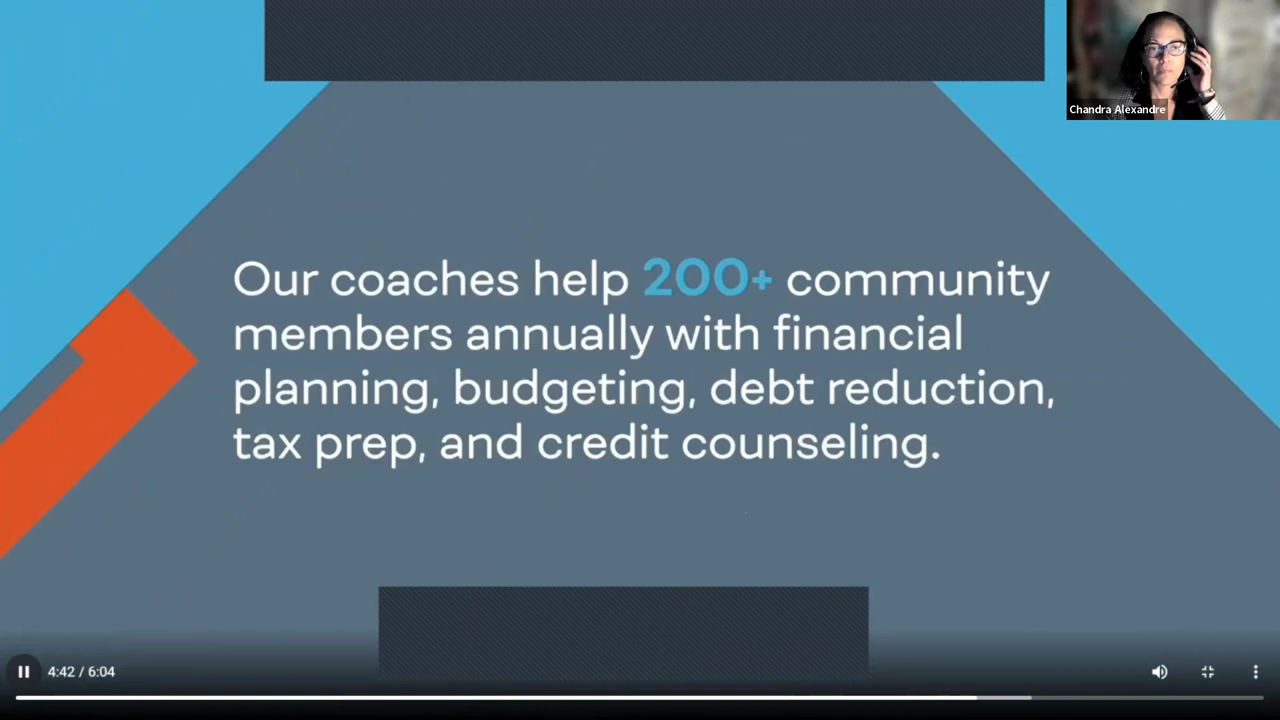 Chandra Alexandre
Our coaches help 200+ community
members annually with financial
planning, budgeting, debt reduction,
tax prep, and credit counseling.
4:42 / 6:04